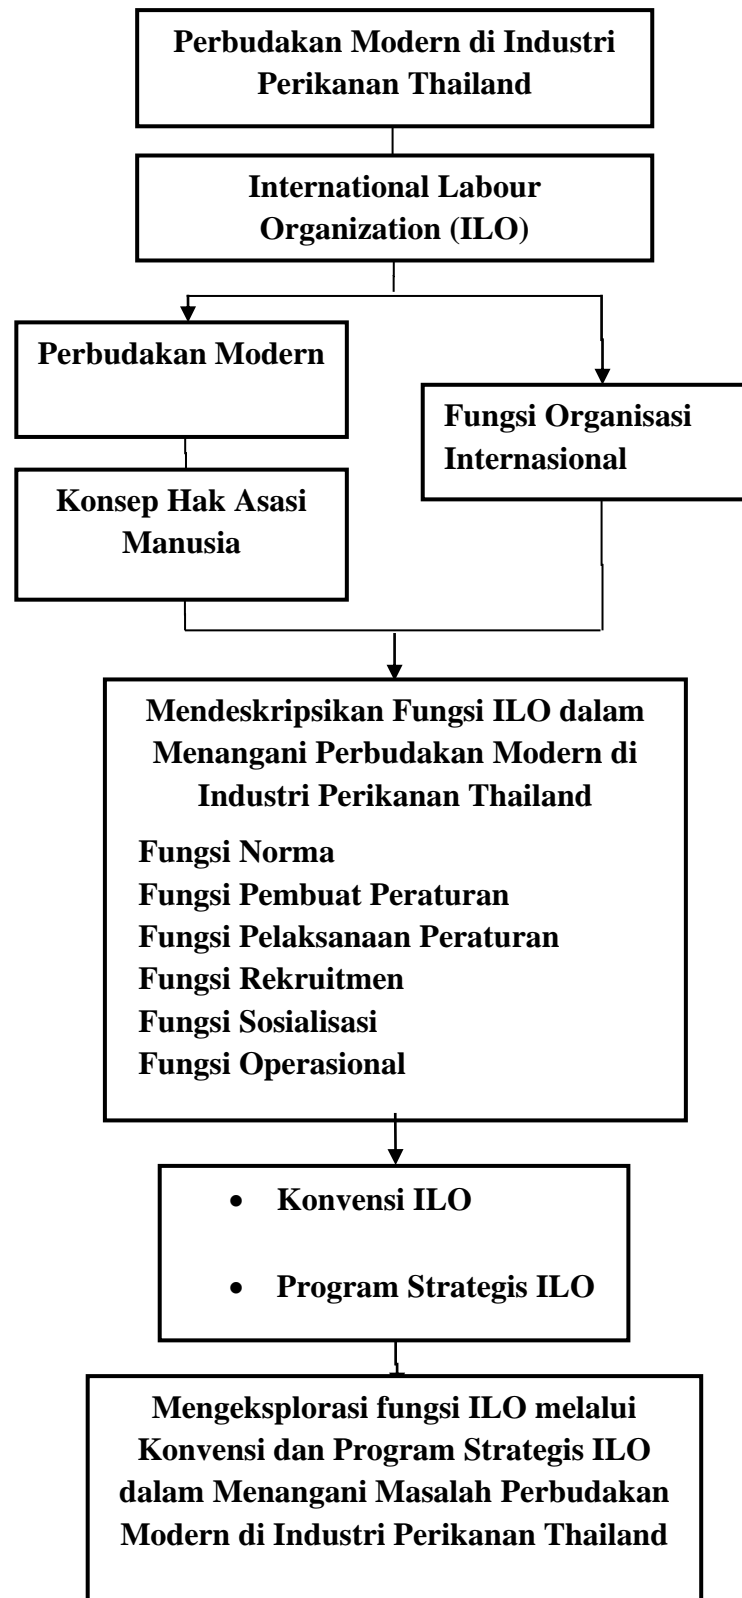 Perbudakan Modern di Industri
Perikanan Thailand
International Labour
Organization (ILO)
Perbudakan Modern
Fungsi Organisasi
Internasional
Konsep Hak Asasi
Manusia
Mendeskripsikan Fungsi ILO dalam
Menangani Perbudakan Modern di
Industri Perikanan Thailand
Fungsi Norma
Fungsi Pembuat Peraturan
Fungsi Pelaksanaan Peraturan
Fungsi Rekruitmen
Fungsi Sosialisasi
Fungsi Operasional
• Konvensi ILO
• Program Strategis ILO
Mengeksplorasi fungsi ILO melalui
Konvensi dan Program Strategis ILO
dalam Menangani Masalah Perbudakan
Modern di Industri Perikanan Thailand